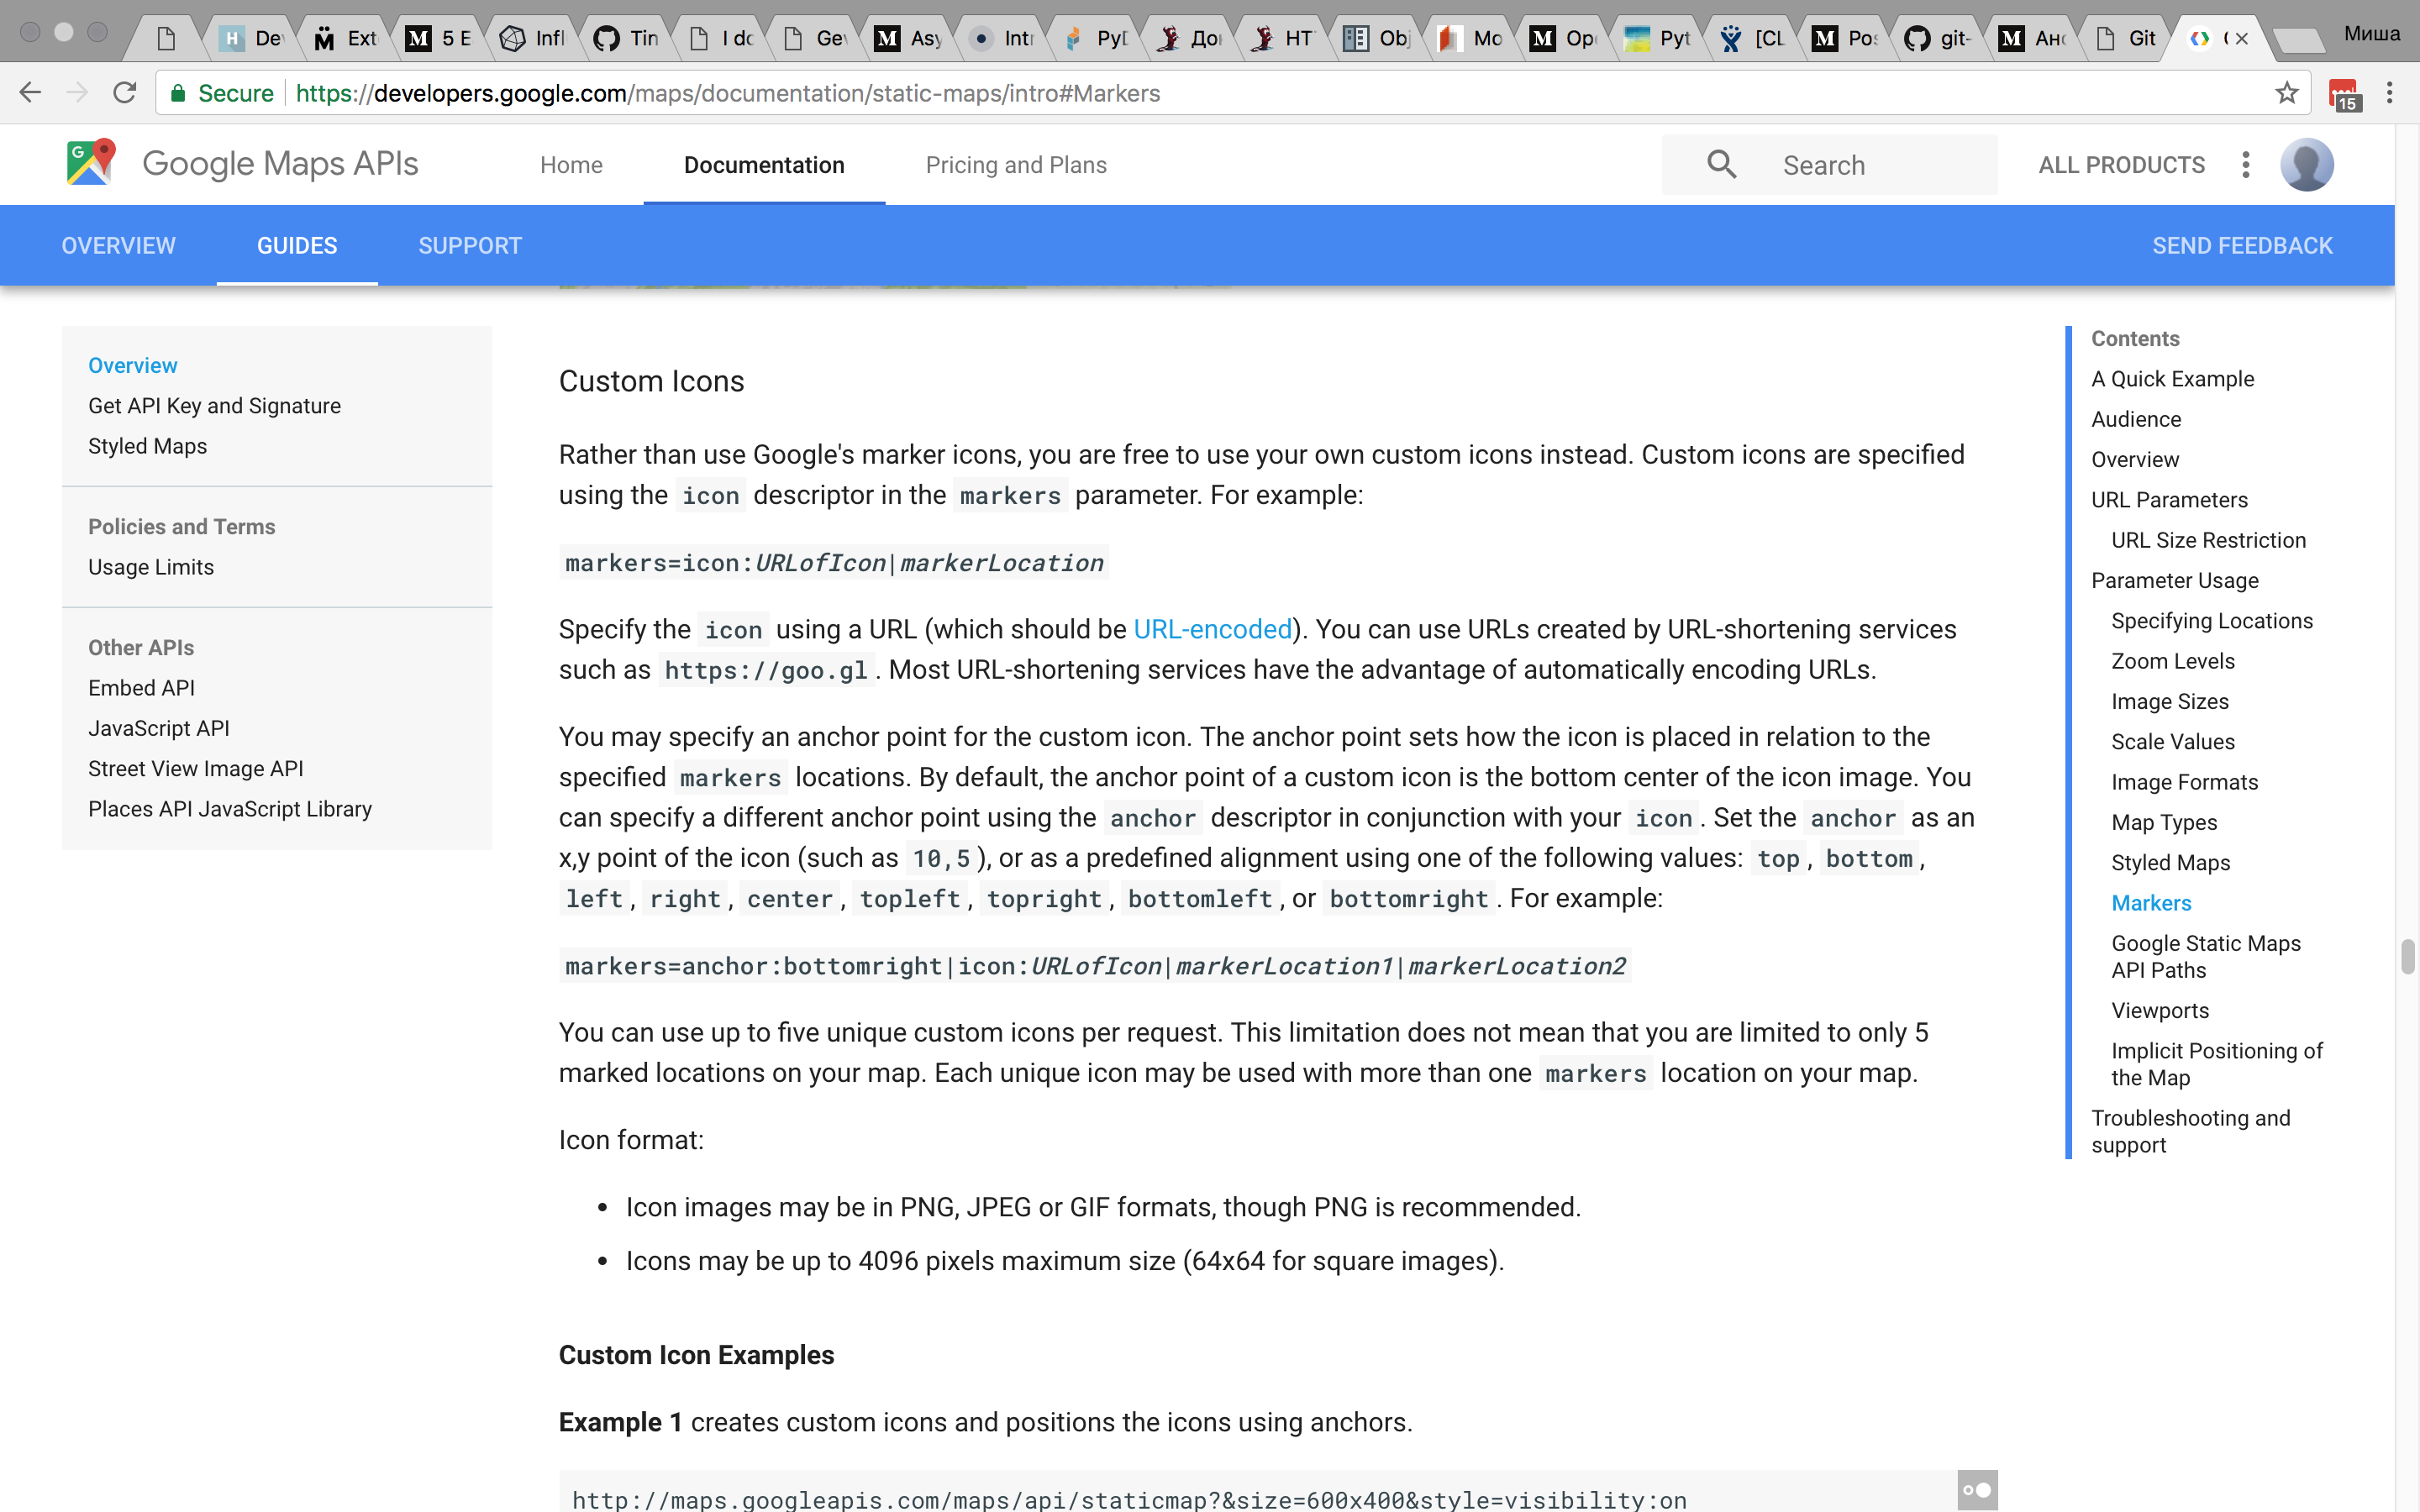 De
Ext
5 E
Infl
Tin
I do
Ge
Asy
Intr
PyD
До
HT
Obj
Mo
Op
Pyt
[CL
Pos
git-
Git
Миша
Secure https://developers.google.com/maps/documentation/static-maps/intro#Markers
15
Google Maps APIs
Home
Documentation
Pricing and Plans
Search
ALL PRODUCTS
OVERVIEW
GUIDES
SUPPORT
SEND FEEDBACK
Overview
Get API Key and Signature
Styled Maps
Policies and Terms
Usage Limits
Other APIs
Embed API
JavaScript API
Street View Image API
Places API JavaScript Library
Custom Icons
Rather than use Google's marker icons, you are free to use your own custom icons instead. Custom icons are specified
using the icon descriptor in the markers parameter. For example:
markers=icon:URLofIcon|markerLocation
Specify the icon using a URL (which should be URL-encoded). You can use URLs created by URL-shortening services
such as https://goo.gl. Most URL-shortening services have the advantage of automatically encoding URLs.
You may specify an anchor point for the custom icon. The anchor point sets how the icon is placed in relation to the
specified markers locations. By default, the anchor point of a custom icon is the bottom center of the icon image. You
can specify a different anchor point using the anchor descriptor in conjunction with your icon. Set the anchor as an
x,y point of the icon (such as 10,5), or as a predefined alignment using one of the following values: top, bottom,
left, right, center, topleft, topright, bottomleft, or bottomright. For example:
markers=anchor:bottomright|icon:URLofIcon|markerLocation1|markerLocation2
You can use up to five unique custom icons per request. This limitation does not mean that you are limited to only 5
marked locations on your map. Each unique icon may be used with more than one markers location on your map.
Icon format:
• Icon images may be in PNG, JPEG or GIF formats, though PNG is recommended.
• Icons may be up to 4096 pixels maximum size (64x64 for square images).
Custom Icon Examples
Example 1 creates custom icons and positions the icons using anchors.
http://maps.googleapis.com/maps/api/staticmap?&size=600x400&style=visibility:on
Contents
A Quick Example
Audience
Overview
URL Parameters
URL Size Restriction
Parameter Usage
Specifying Locations
Zoom Levels
Image Sizes
Scale Values
Image Formats
Map Types
Styled Maps
Markers
Google Static Maps
API Paths
Viewports
Implicit Positioning of
the Map
Troubleshooting and
support